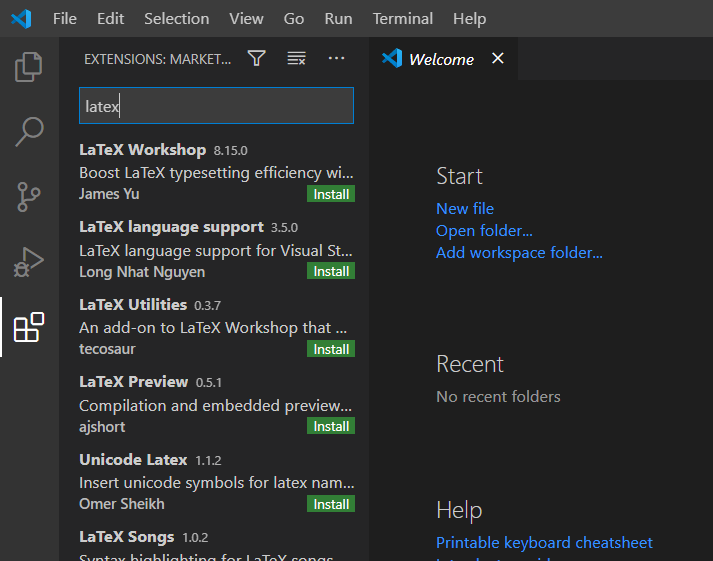 File Edit Selection View Go Run Terminal Help
EXTENSIONS: MARKET...
Welcome
latex
LaTeX Workshop 8.15.0
Boost LaTeX typesetting efficiency wi...
James Yu Install
LaTeX language support 3.5.0
LaTeX language support for Visual St...
Long Nhat Nguyen Install
LaTeX Utilities 0.3.7
An add-on to LaTeX Workshop that ...
tecosaur Install
LaTeX Preview 0.5.1
Compilation and embedded preview...
ajshort Install
Unicode Latex 1.1.2
Insert unicode symbols for latex nam...
Omer Sheikh Install
LaTeX Songs 1.0.2
Syntax highlighting for LaTeX songs
Start
New file
Open folder...
Add workspace folder...
Recent
No recent folders
Help
Printable keyboard cheatsheet